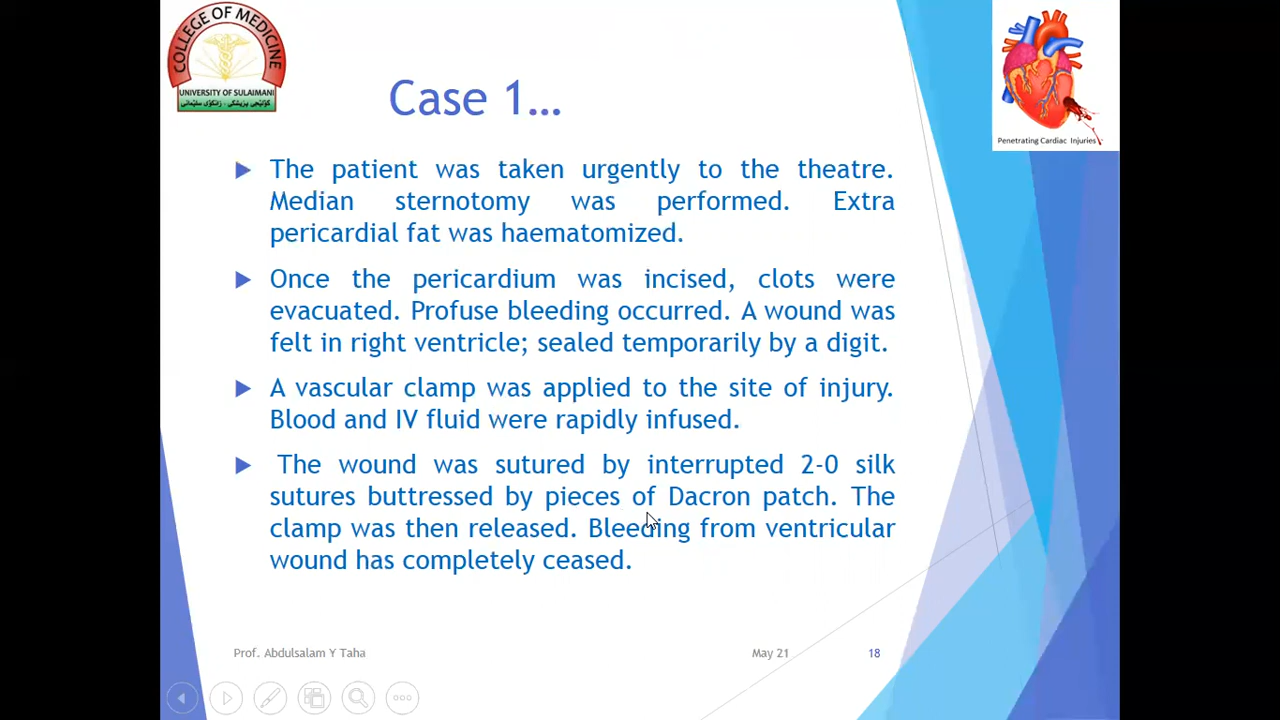 COLLEGE OF MEDICINE
UNIVERSITY OF SULAIMANI
كۆلێجی پزیشکی - زانکۆی سلێمانی
Penetrating Cardiac Injuries
Case 1…
The patient was taken urgently to the theatre.
Median sternotomy was performed. Extra
pericardial fat was haematomized.
Once the pericardium was incised, clots were
evacuated. Profuse bleeding occurred. A wound was
felt in right ventricle; sealed temporarily by a digit.
A vascular clamp was applied to the site of injury.
Blood and IV fluid were rapidly infused.
The wound was sutured by interrupted 2-0 silk
sutures buttressed by pieces of Dacron patch. The
clamp was then released. Bleeding from ventricular
wound has completely ceased.
Prof. Abdulsalam Y Taha
May 21
18